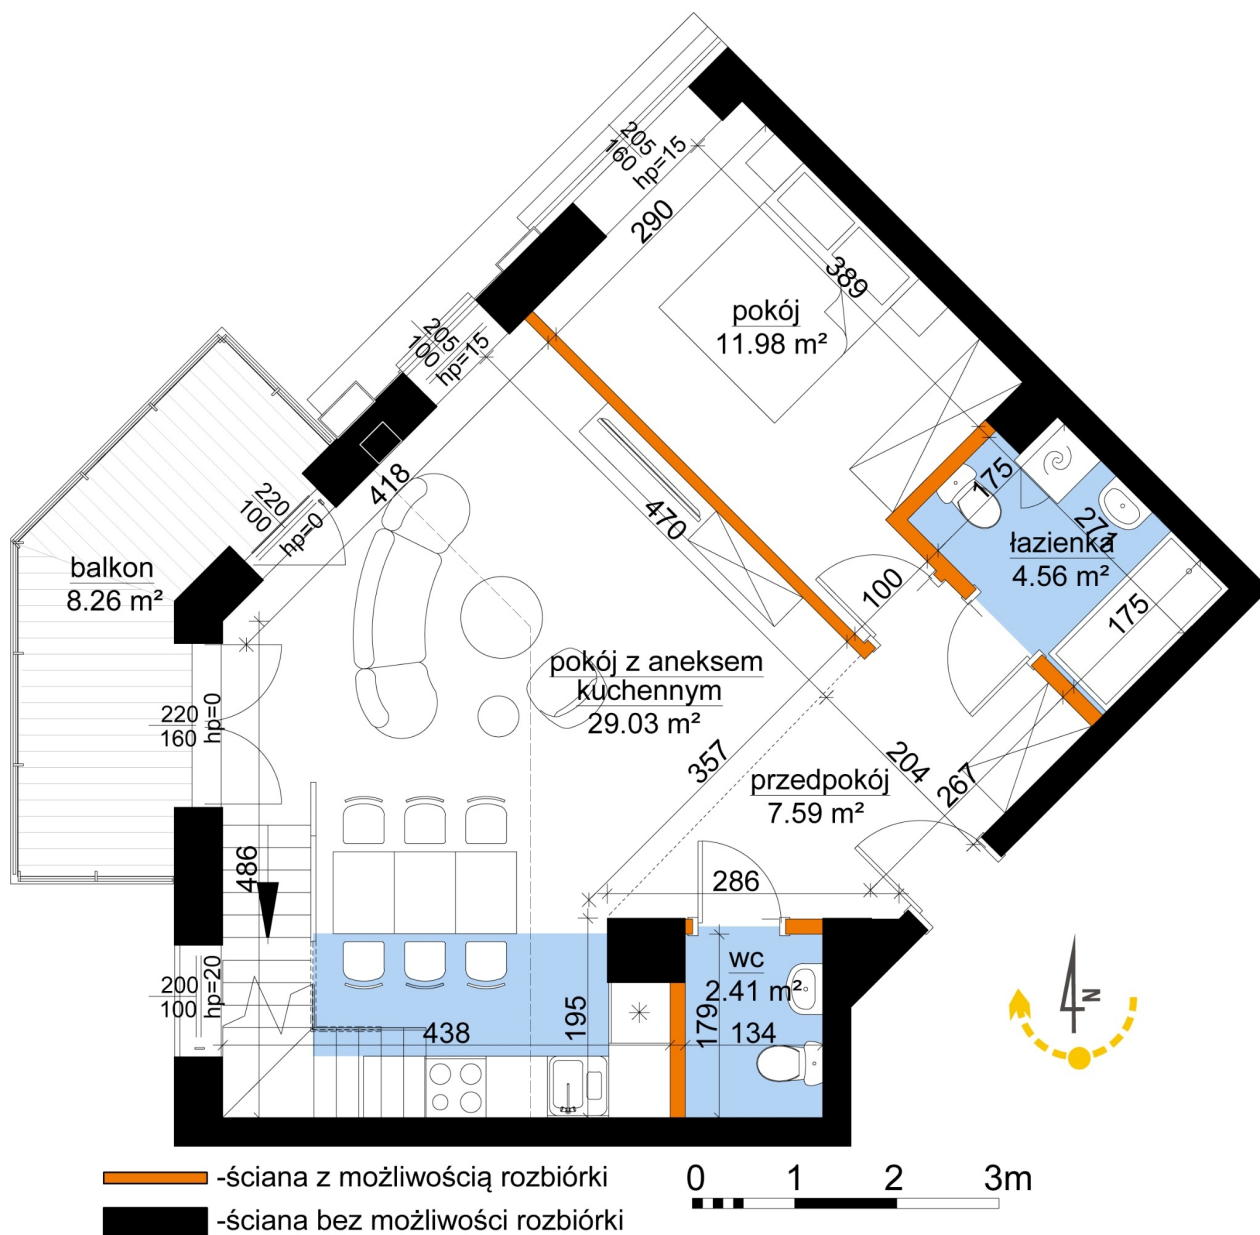 205
160
hp=15
290
389
pokój
11.98 m²
205
100
hp=15
418
470
175
271
łazienka
4.56 m²
220
100
hp=0
balkon
8.26 m²
100
175
pokój z aneksem
kuchennym
29.03 m²
220
160
hp=0
357
204
267
przedpokój
7.59 m²
486
286
wc
2.41 m²
200
100
hp=20
438
195
179
134
N
-ściana z możliwością rozbiórki
-ściana bez możliwości rozbiórki
0 1 2 3m